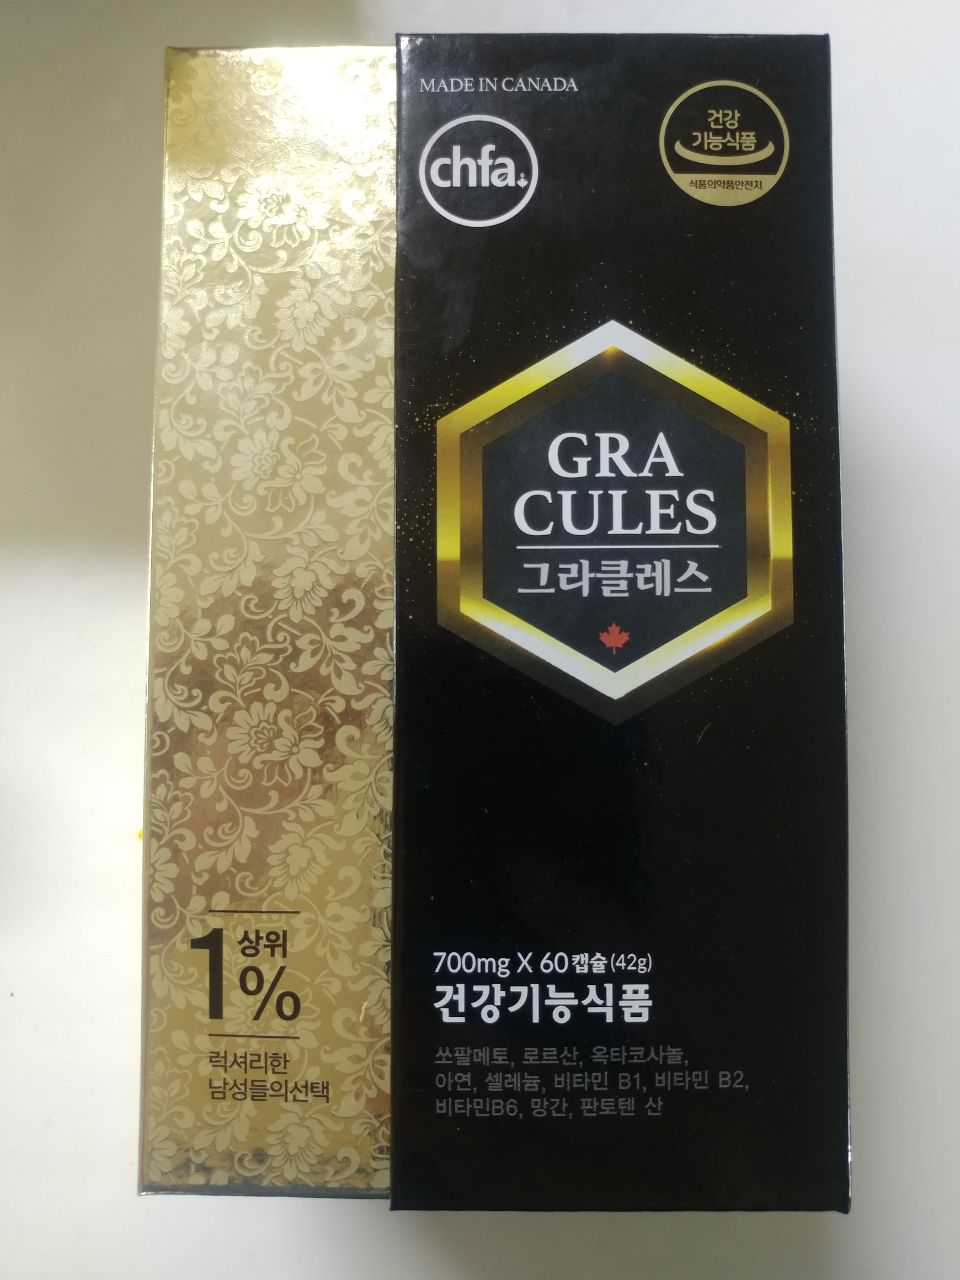 MADE IN CANADA
chfa
건강
기능식품
식품의약품안전처
GRA
CULES
그라클레스
700mg X 60캡슐(42g)
건강기능식품
쏘팔메토, 로르산, 옥타코사놀,
아연, 셀레늄, 비타민 B1, 비타민 B2,
비타민B6, 망간, 판토텐 산
상위
1%
럭셔리한
남성들의선택